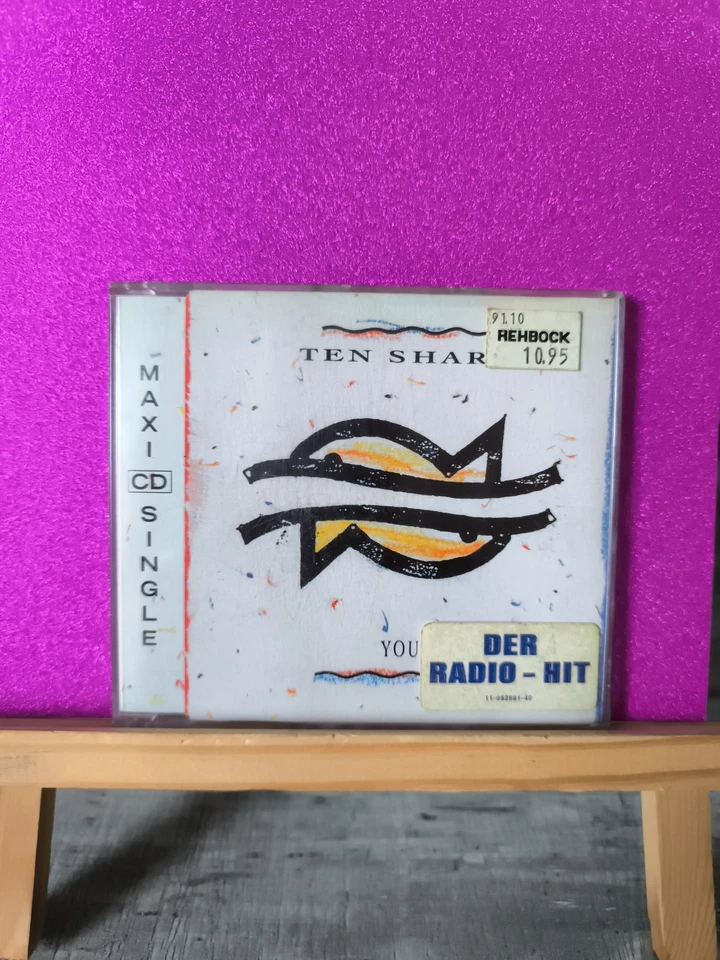 MAXI
CD
SINGLE
91.10
REHBOCK
10.95
TEN SHAR
YOU
DER
RADIO - HIT